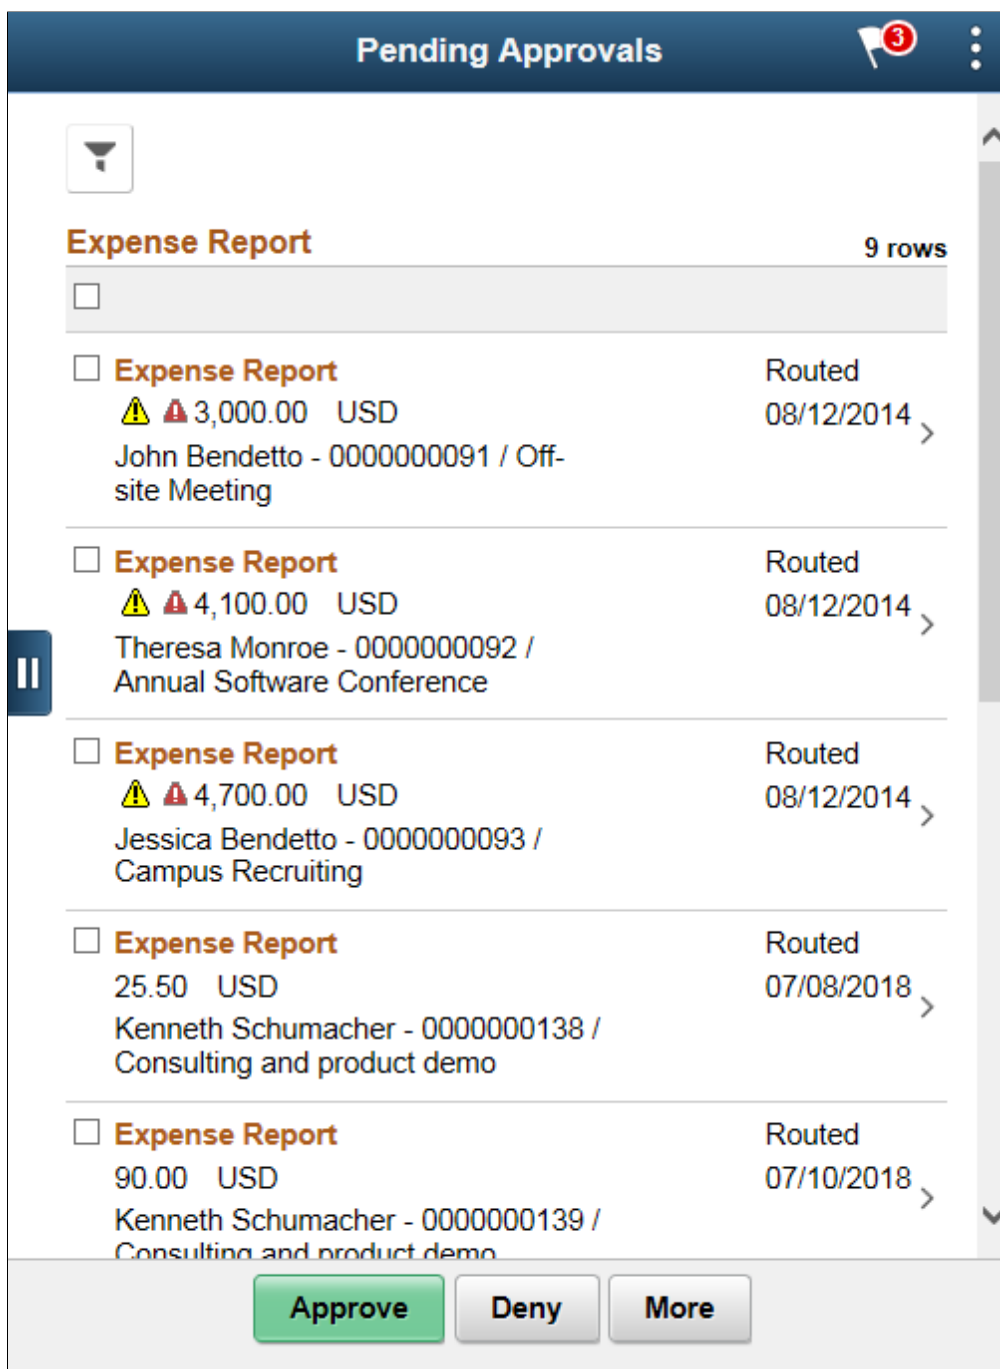 Pending Approvals
3
Expense Report
9 rows
Expense Report
Routed
3,000.00 USD
08/12/2014
John Bendetto - 0000000091 / Off-
site Meeting
Expense Report
Routed
4,100.00 USD
08/12/2014
Theresa Monroe - 0000000092 /
Annual Software Conference
Expense Report
Routed
4,700.00 USD
08/12/2014
Jessica Bendetto - 0000000093 /
Campus Recruiting
Expense Report
Routed
25.50 USD
07/08/2018
Kenneth Schumacher - 0000000138 /
Consulting and product demo
Expense Report
Routed
90.00 USD
07/10/2018
Kenneth Schumacher - 0000000139 /
Consulting and product demo
Approve
Deny
More